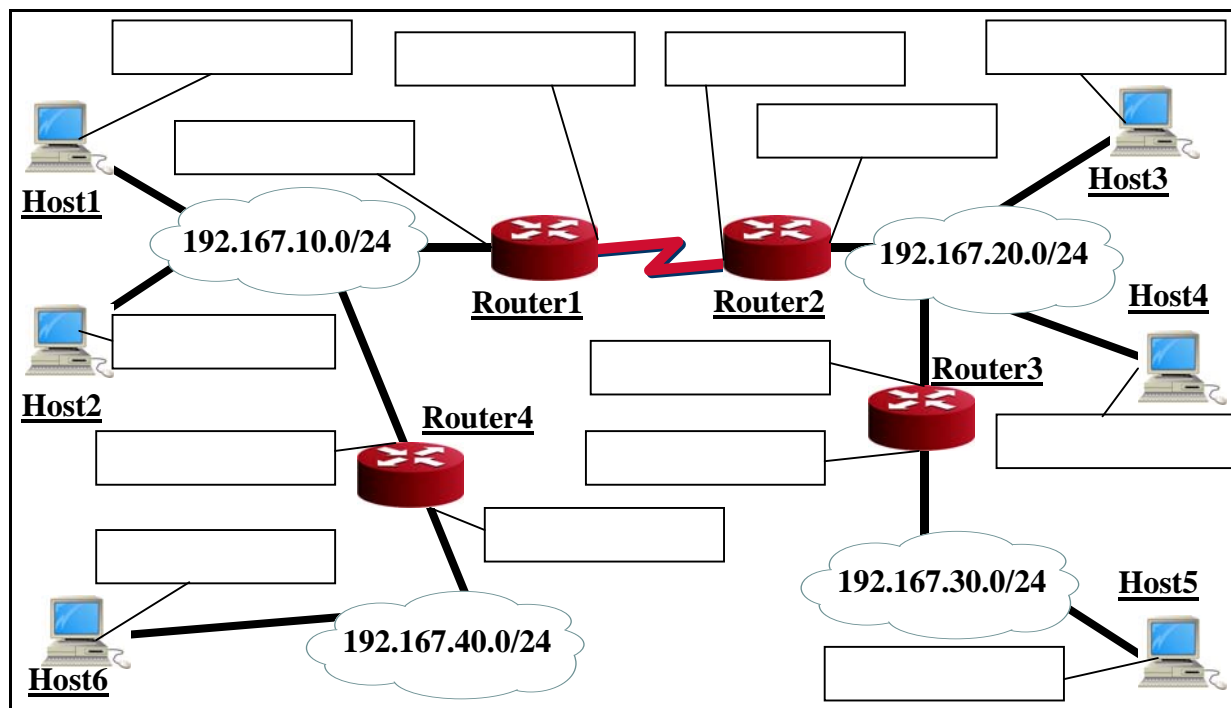 Host1
Host3
192.167.10.0/24
192.167.20.0/24
Router1
Router2
Host4
Host2
Router3
Router4
192.167.30.0/24
Host5
192.167.40.0/24
Host6